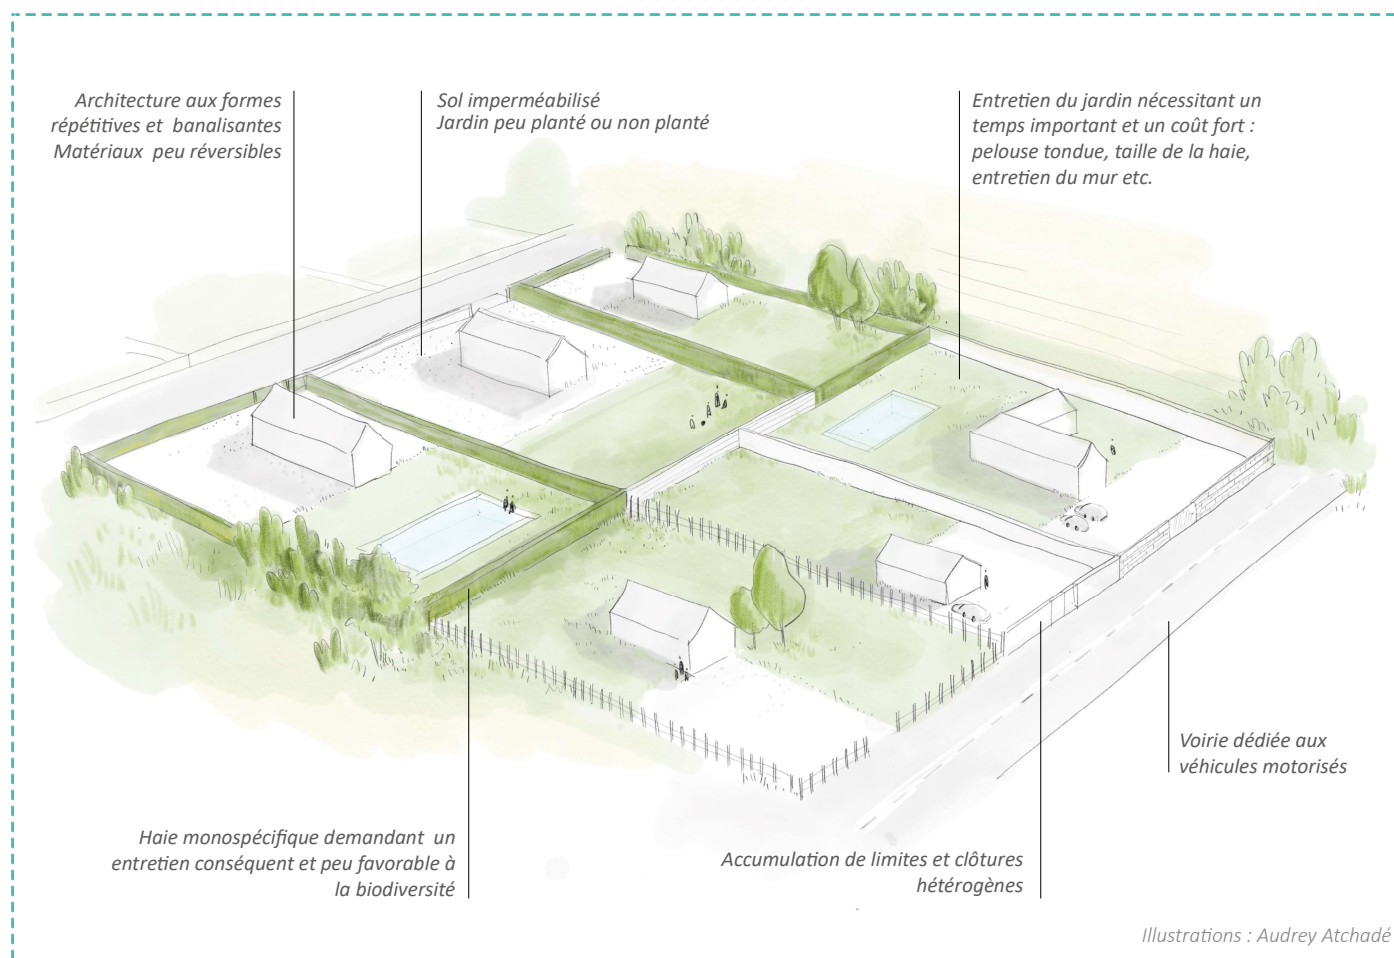 Architecture aux formes
répétitives et banalisantes
Matériaux peu réversibles
Sol imperméabilisé
Jardin peu planté ou non planté
Entretien du jardin nécessitant un
temps important et un coût fort :
pelouse tondue, taille de la haie,
entretien du mur etc.
Voirie dédiée aux
véhicules motorisés
Haie monospécifique demandant un
entretien conséquent et peu favorable à
la biodiversité
Accumulation de limites et clôtures
hétérogènes
Illustrations : Audrey Atchadé